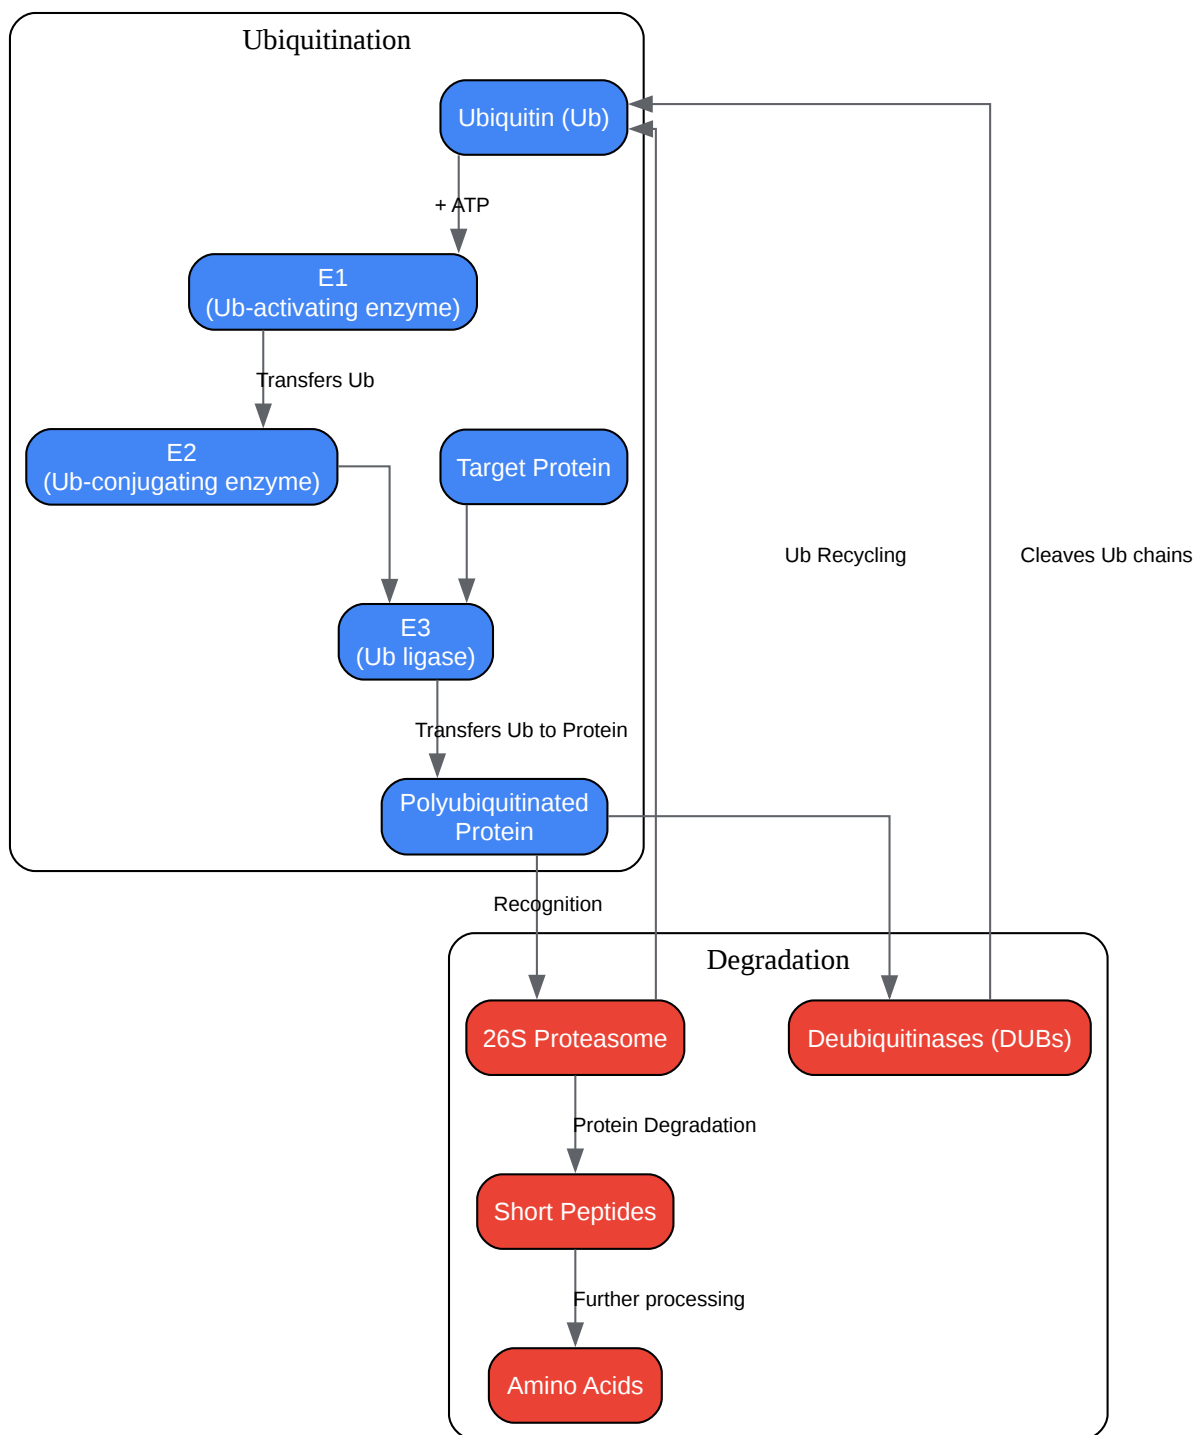 Ubiquitination
Ubiquitin (Ub)
+ ATP
E1
(Ub-activating enzyme)
Transfers Ub
E2
(Ub-conjugating enzyme)
Target Protein
Ub Recycling
Cleaves Ub chains
E3
(Ub ligase)
Transfers Ub to Protein
Polyubiquitinated
Protein
Recognition
Degradation
26S Proteasome
Deubiquitinases (DUBs)
Protein Degradation
Short Peptides
Further processing
Amino Acids